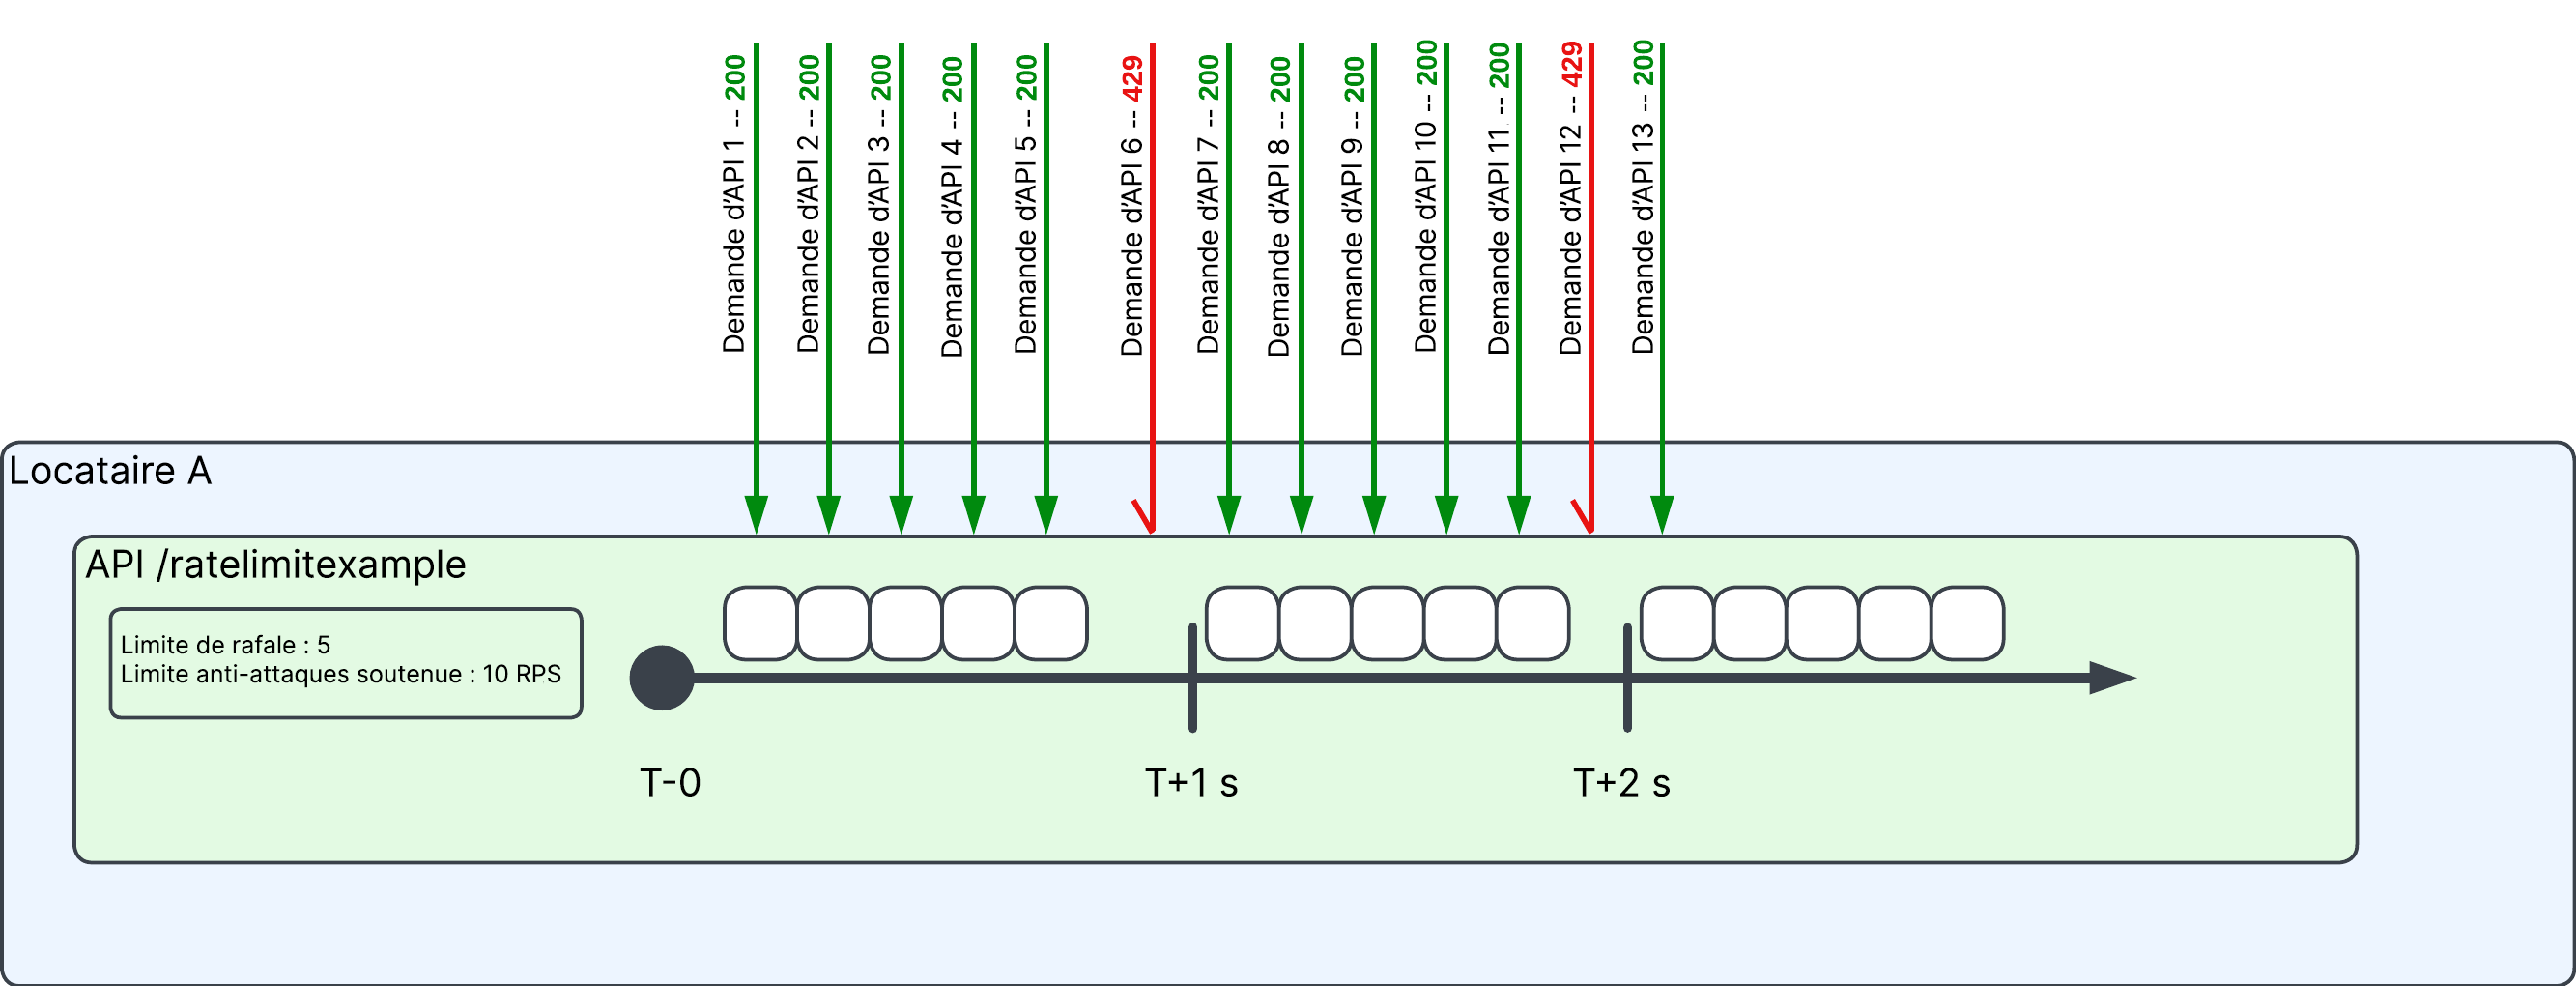 Demande d’API 1 -- 200
Demande d’API 2 -- 200
Demande d’API 3 -- 200
Demande d’API 4 -- 200
Demande d’API 5 -- 200
Demande d’API 6 -- 429
Demande d’API 7 -- 200
Demande d’API 8 -- 200
Demande d’API 9 -- 200
Demande d’API 10 -- 200
Demande d’API 11 -- 200
Demande d’API 12 -- 429
Demande d’API 13 -- 200
Locataire A
API /ratelimitexample
Limite de rafale : 5
Limite anti-attaques soutenue : 10 RPS
T-0
T+1 s
T+2 s